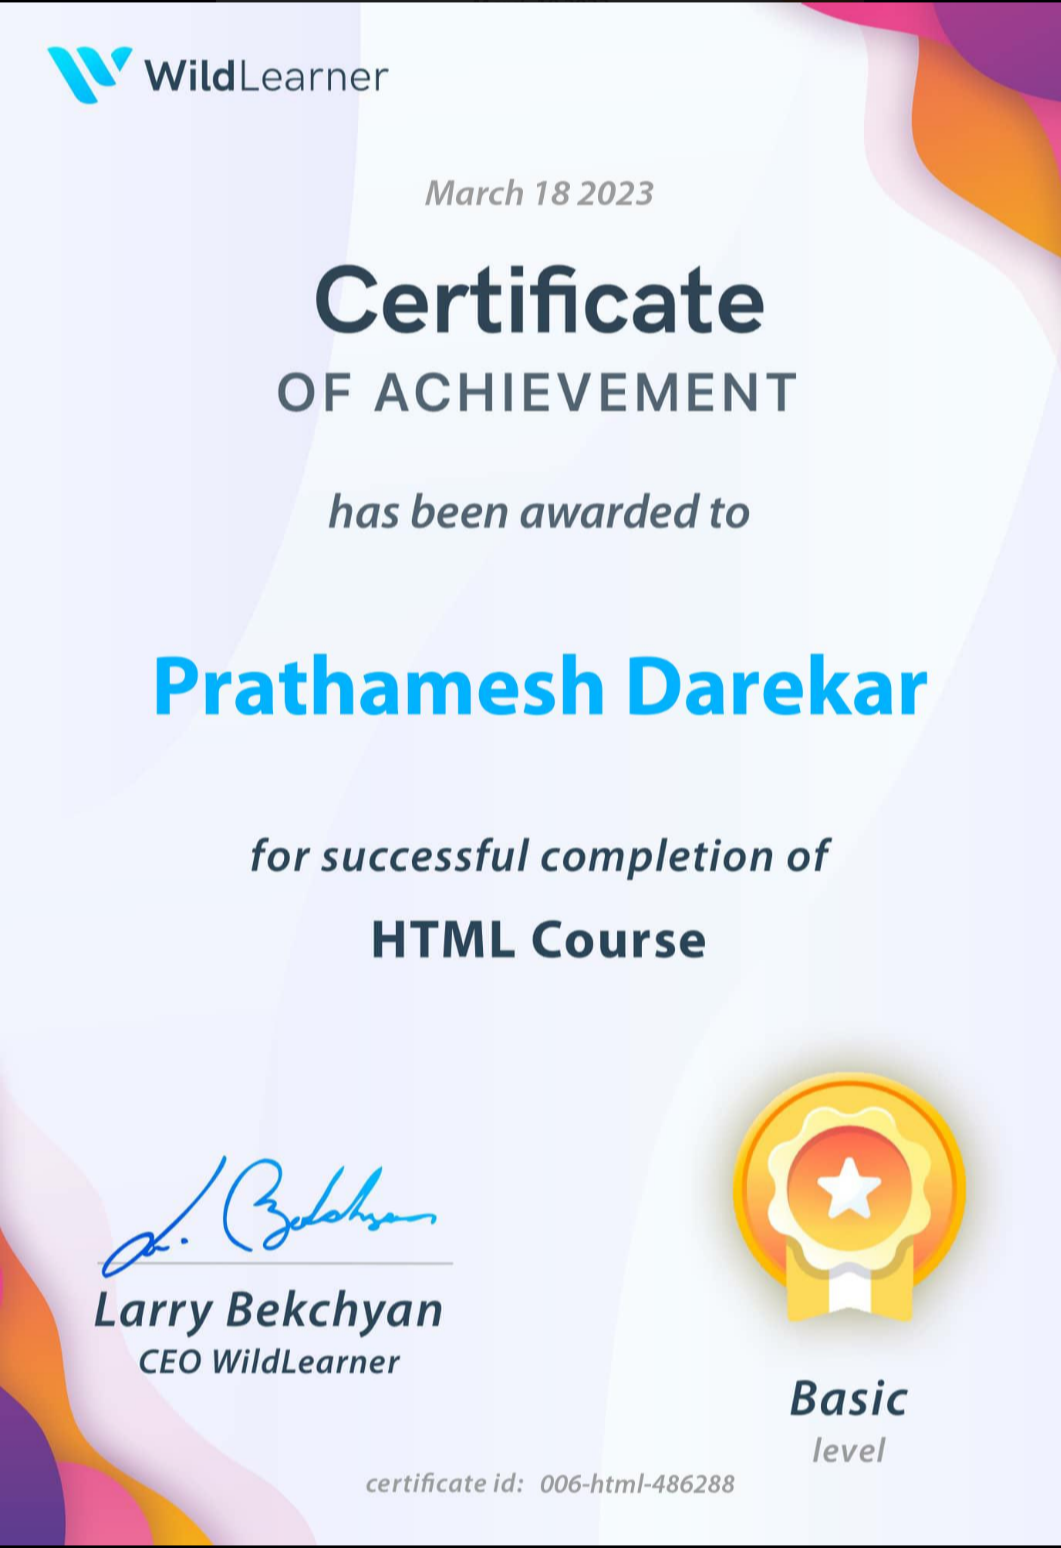 WildLearner
March 18 2023
Certificate
OF ACHIEVEMENT
has been awarded to
Prathamesh Darekar
for successful completion of
HTML Course
L. Bekchyan
Larry Bekchyan
CEO WildLearner
Basic
level
certificate id: 006-html-486288